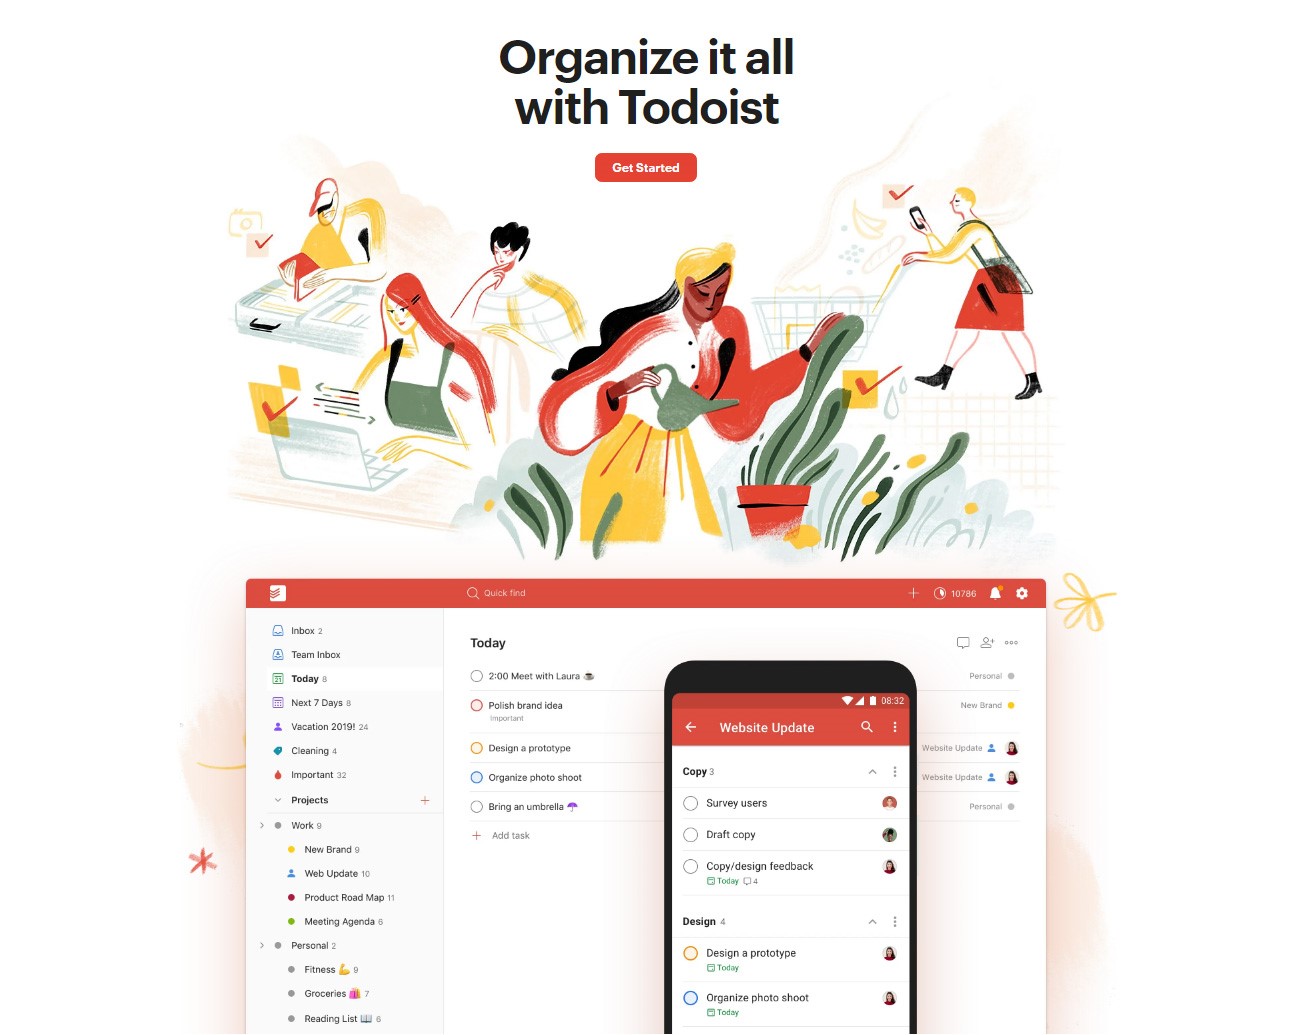 Organize it all
with Todoist
Get Started
Quick find
10786
Inbox 2
Team Inbox
21
Today 8
Next 7 Days 8
Vacation 2019! 24
Cleaning 4
Important 32
Projects
Work 9
New Brand 9
Web Update 10
Product Road Map 11
Meeting Agenda 6
Personal 2
Fitness 💪 9
Groceries 🛍️ 7
Reading List 📖 6
Today
2:00 Meet with Laura ☕
Personal
Polish brand idea
Important
New Brand
Design a prototype
Website Update
Organize photo shoot
Website Update
Bring an umbrella ☂️
Personal
Add task
08:32
Website Update
Copy 3
Survey users
Draft copy
Copy/design feedback
Today 4
Design 4
Design a prototype
Today
Organize photo shoot
Today